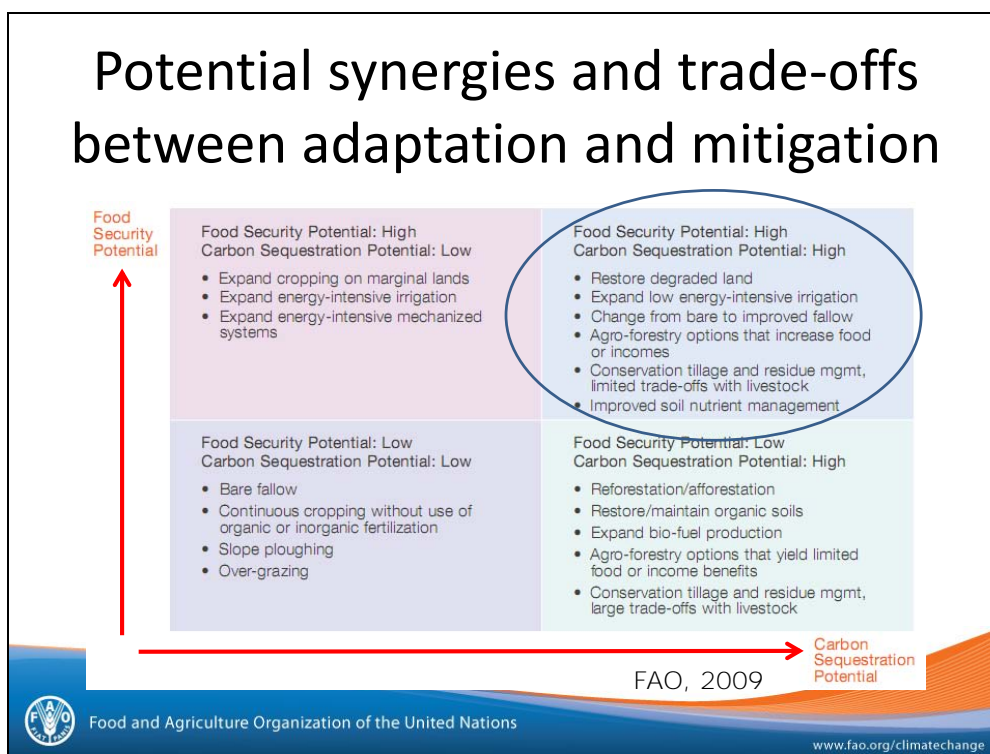 Potential synergies and trade-offs
between adaptation and mitigation
Food
Security
Potential
Food Security Potential: High
Carbon Sequestration Potential: Low
• Expand cropping on marginal lands
• Expand energy-intensive irrigation
• Expand energy-intensive mechanized
systems
Food Security Potential: High
Carbon Sequestration Potential: High
• Restore degraded land
• Expand low energy-intensive irrigation
• Change from bare to improved fallow
• Agro-forestry options that increase food
or incomes
• Conservation tillage and residue mgmt,
limited trade-offs with livestock
• Improved soil nutrient management
Food Security Potential: Low
Carbon Sequestration Potential: Low
• Bare fallow
• Continuous cropping without use of
organic or inorganic fertilization
• Slope ploughing
• Over-grazing
Food Security Potential: Low
Carbon Sequestration Potential: High
• Reforestation/afforestation
• Restore/maintain organic soils
• Expand bio-fuel production
• Agro-forestry options that yield limited
food or income benefits
• Conservation tillage and residue mgmt,
large trade-offs with livestock
Carbon
Sequestration
Potential
FAO, 2009
F A O
FIAT PANIS
Food and Agriculture Organization of the United Nations
www.fao.org/climatechange